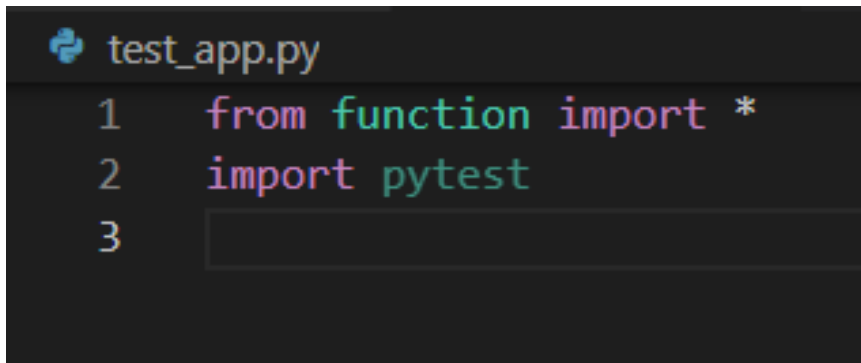 test_app.py
1 from function import *
2 import pytest
3